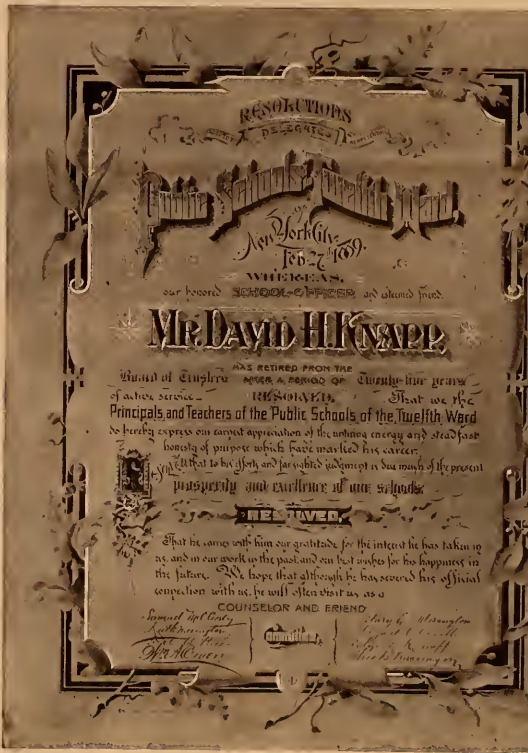 RESOLUTIONS
DELEGATES
Public Schools, Twelfth Ward,
New York City
Feb-27th 1889.
WHEREAS,
our honored SCHOOL-OFFICER and esteemed friend
MR. DAVID H. KNAPP,
HAS RETIRED FROM THE
Board of Trustees AFTER A PERIOD OF Twenty-five years
of active service RESOLVED, That we the
Principals and Teachers of the Public Schools of the Twelfth Ward
do hereby express our earnest appreciation of the untiring energy and steadfast
honesty of purpose which have marked his career.
that to his efforts and farsighted judgment is due much of the present
prosperity and excellence of our schools.
RESOLVED,
That he carries with him our gratitude for the interest he has taken in
us, and in our work in the past, and our best wishes for his happiness in
the future. We hope that although he has severed his official
connection with us, he will often visit us as a
COUNSELOR AND FRIEND
Samuel
Committee